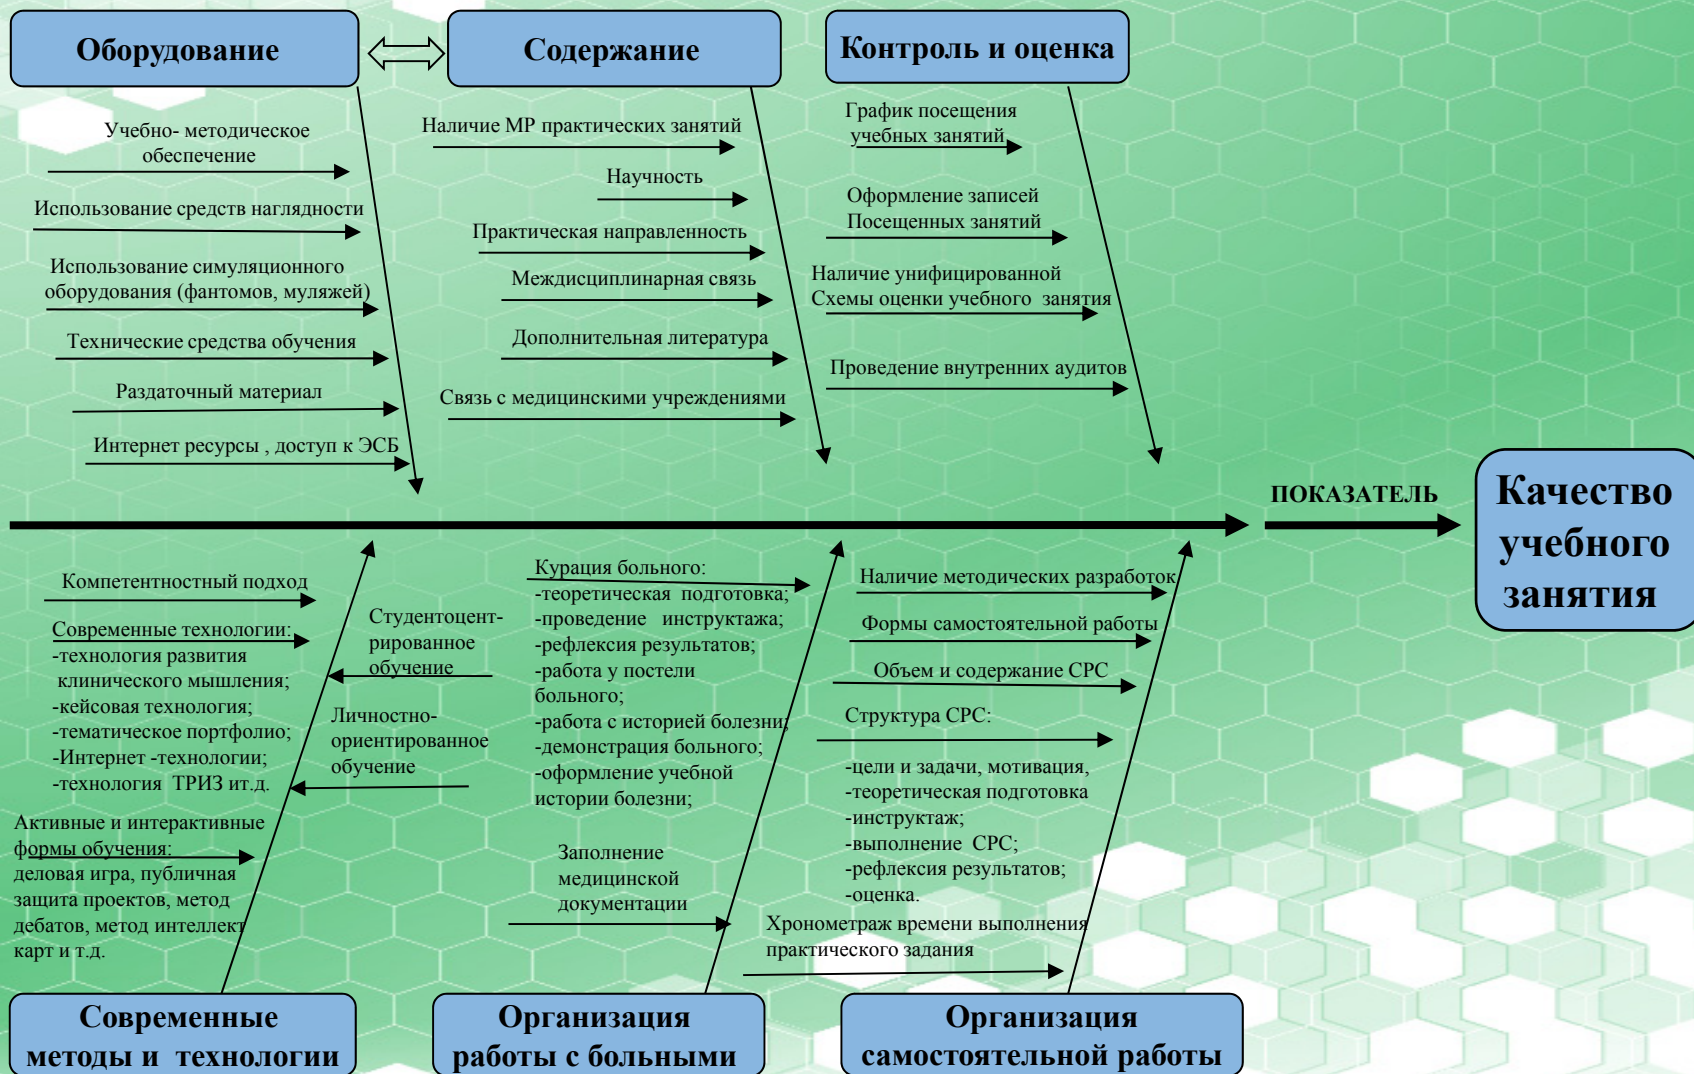 Оборудование
Содержание
Контроль и оценка
Учебно- методическое
обеспечение
Использование средств наглядности
Использование симуляционного
оборудования (фантомов, муляжей)
Технические средства обучения
Раздаточный материал
Интернет ресурсы , доступ к ЭСБ
Наличие МР практических занятий
Научность
Практическая направленность
Междисциплинарная связь
Дополнительная литература
Связь с медицинскими учреждениями
График посещения
учебных занятий
Оформление записей
Посещенных занятий
Наличие унифицированной
Схемы оценки учебного занятия
Проведение внутренних аудитов
ПОКАЗАТЕЛЬ
Качество
учебного
занятия
Компетентностный подход
Современные технологии:
-технология развития
клинического мышления;
-кейсовая технология;
-тематическое портфолио;
-Интернет -технологии;
-технология ТРИЗ ит.д.
Активные и интерактивные
формы обучения:
деловая игра, публичная
защита проектов, метод
дебатов, метод интеллект
карт и т.д.
Студентоцент-
рированное
обучение
Личностно-
ориентированное
обучение
Курация больного:
-теоретическая подготовка;
-проведение инструктажа;
-рефлексия результатов;
-работа у постели
больного;
-работа с историей болезни;
-демонстрация больного;
-оформление учебной
истории болезни;
Заполнение
медицинской
документации
Наличие методических разработок
Формы самостоятельной работы
Объем и содержание СРС
Структура СРС:
-цели и задачи, мотивация,
-теоретическая подготовка
-инструктаж;
-выполнение СРС;
-рефлексия результатов;
-оценка.
Хронометраж времени выполнения
практического задания
Современные
методы и технологии
Организация
работы с больными
Организация
самостоятельной работы